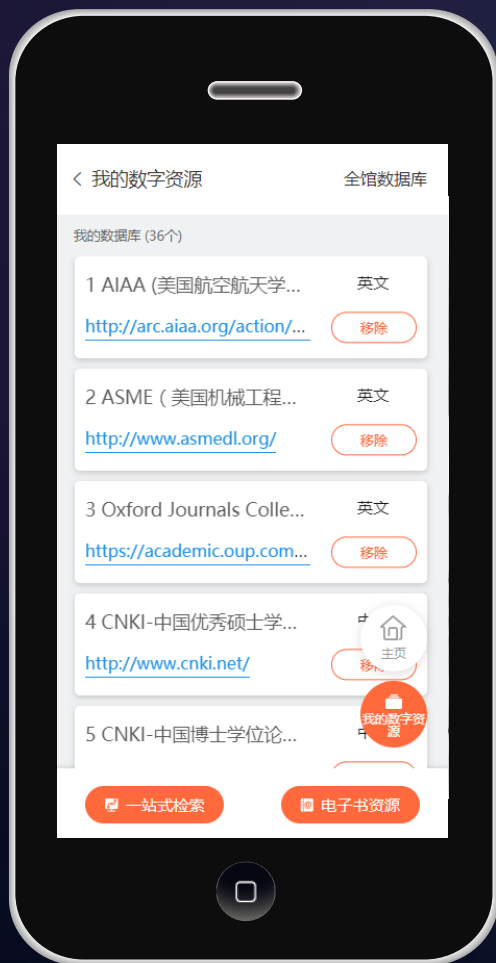 我的数字资源 全馆数据库
我的数据库 (36个)
1 AIAA (美国航空航天学... 英文
http://arc.aiaa.org/action/... 移除
2 ASME ( 美国机械工程... 英文
http://www.asmedl.org/ 移除
3 Oxford Journals Colle... 英文
https://academic.oup.com... 移除
4 CNKI-中国优秀硕士学...
主页
http://www.cnki.net/
我的数字资
源
5 CNKI-中国博士学位论...
一站式检索 电子书资源